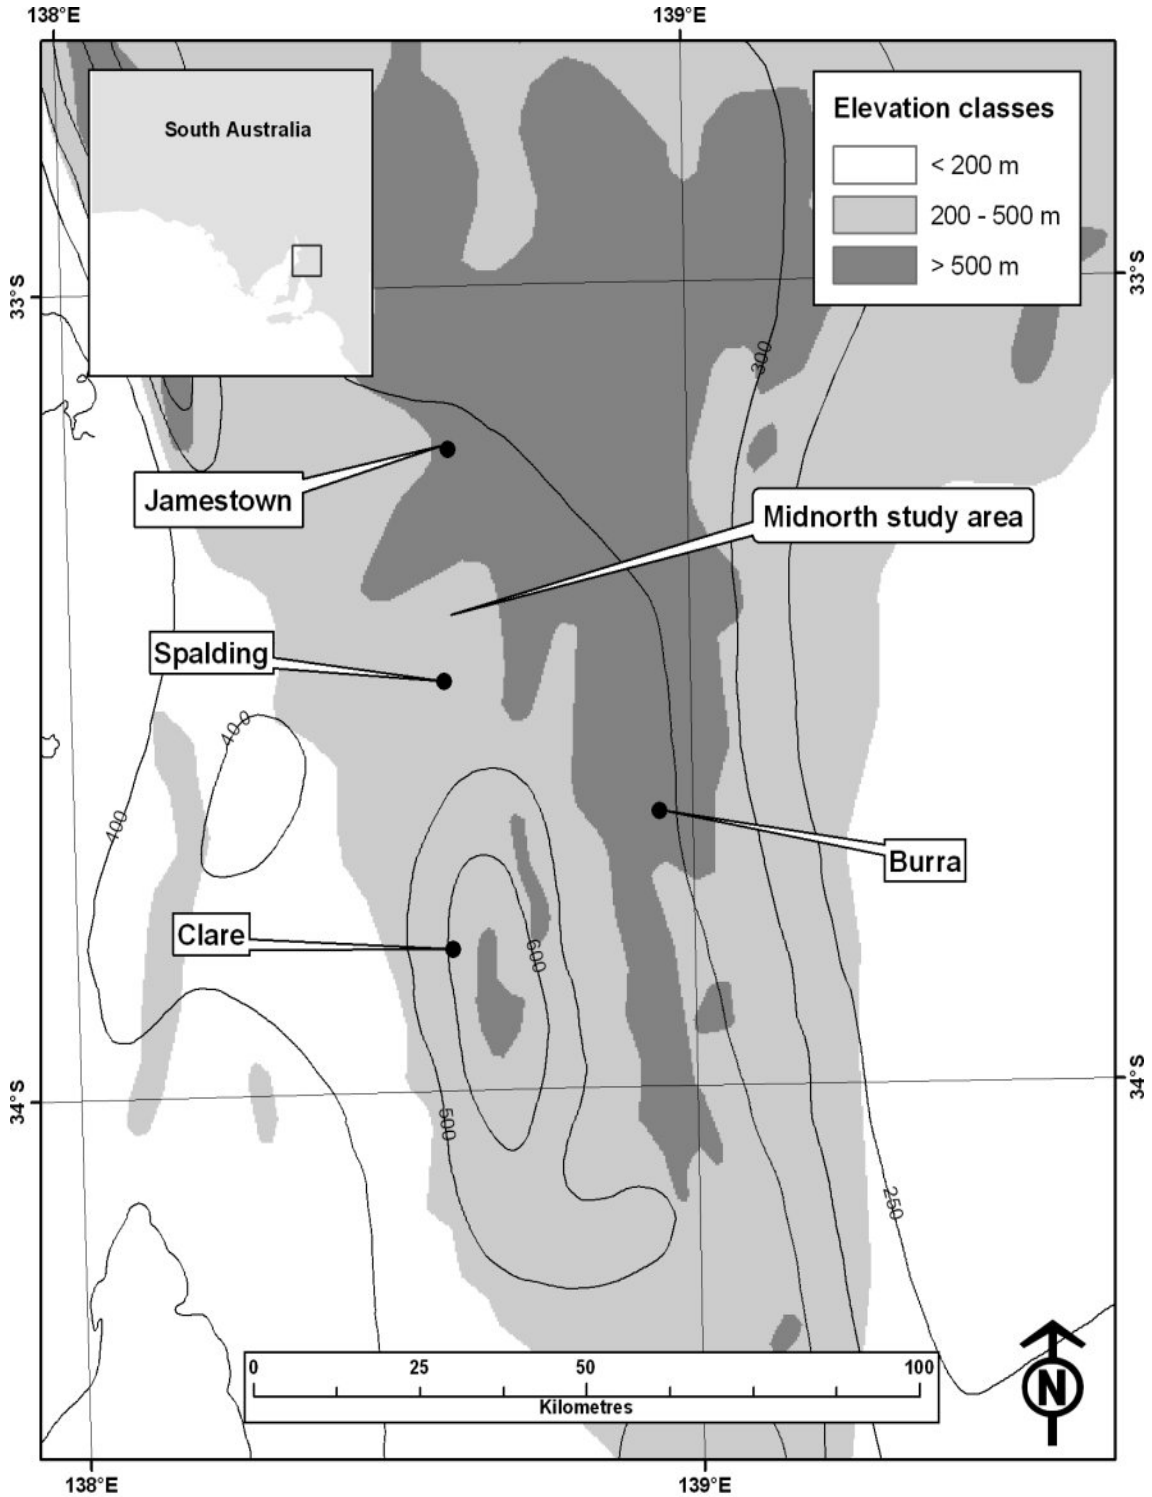 138°E
139°E
South Australia
Elevation classes
< 200 m
200 - 500 m
> 500 m
33°S
33°S
300
Jamestown
Midnorth study area
Spalding
400
400
Burra
Clare
600
34°S
34°S
500
250
0 25 50 100
Kilometres
N
138°E
139°E